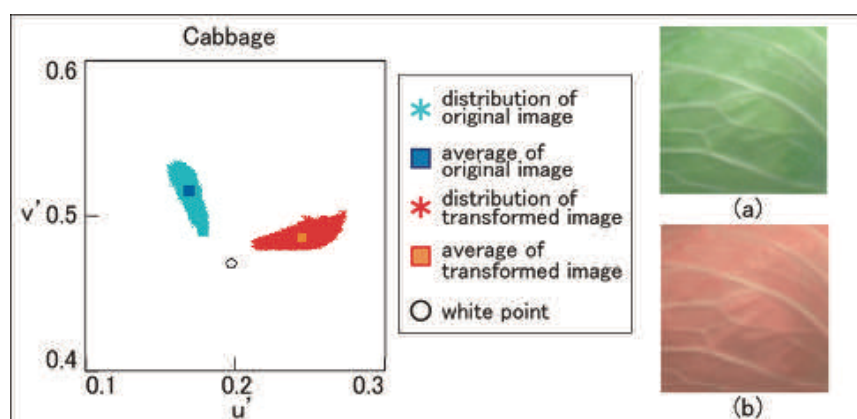 Cabbage
0.6
v'
0.5
0.4
0.1
0.2
0.3
u'
distribution of
original image
average of
original image
distribution of
transformed image
average of
transformed image
white point
(a)
(b)